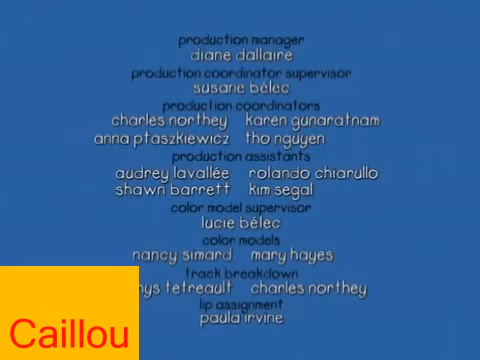 production manager
diane dallaire
production coordinator supervisor
susane bélec
production coordinators
charles northey karen gunaratnam
anna ptaszkiewicz tho nguyen
production assistants
audrey lavallée rolando chiarullo
shawn barrett kim segal
color model supervisor
lucie bélec
color models
nancy simard mary hayes
track breakdown
tetreault charles northey
lip assignment
paula irvine
Caillou